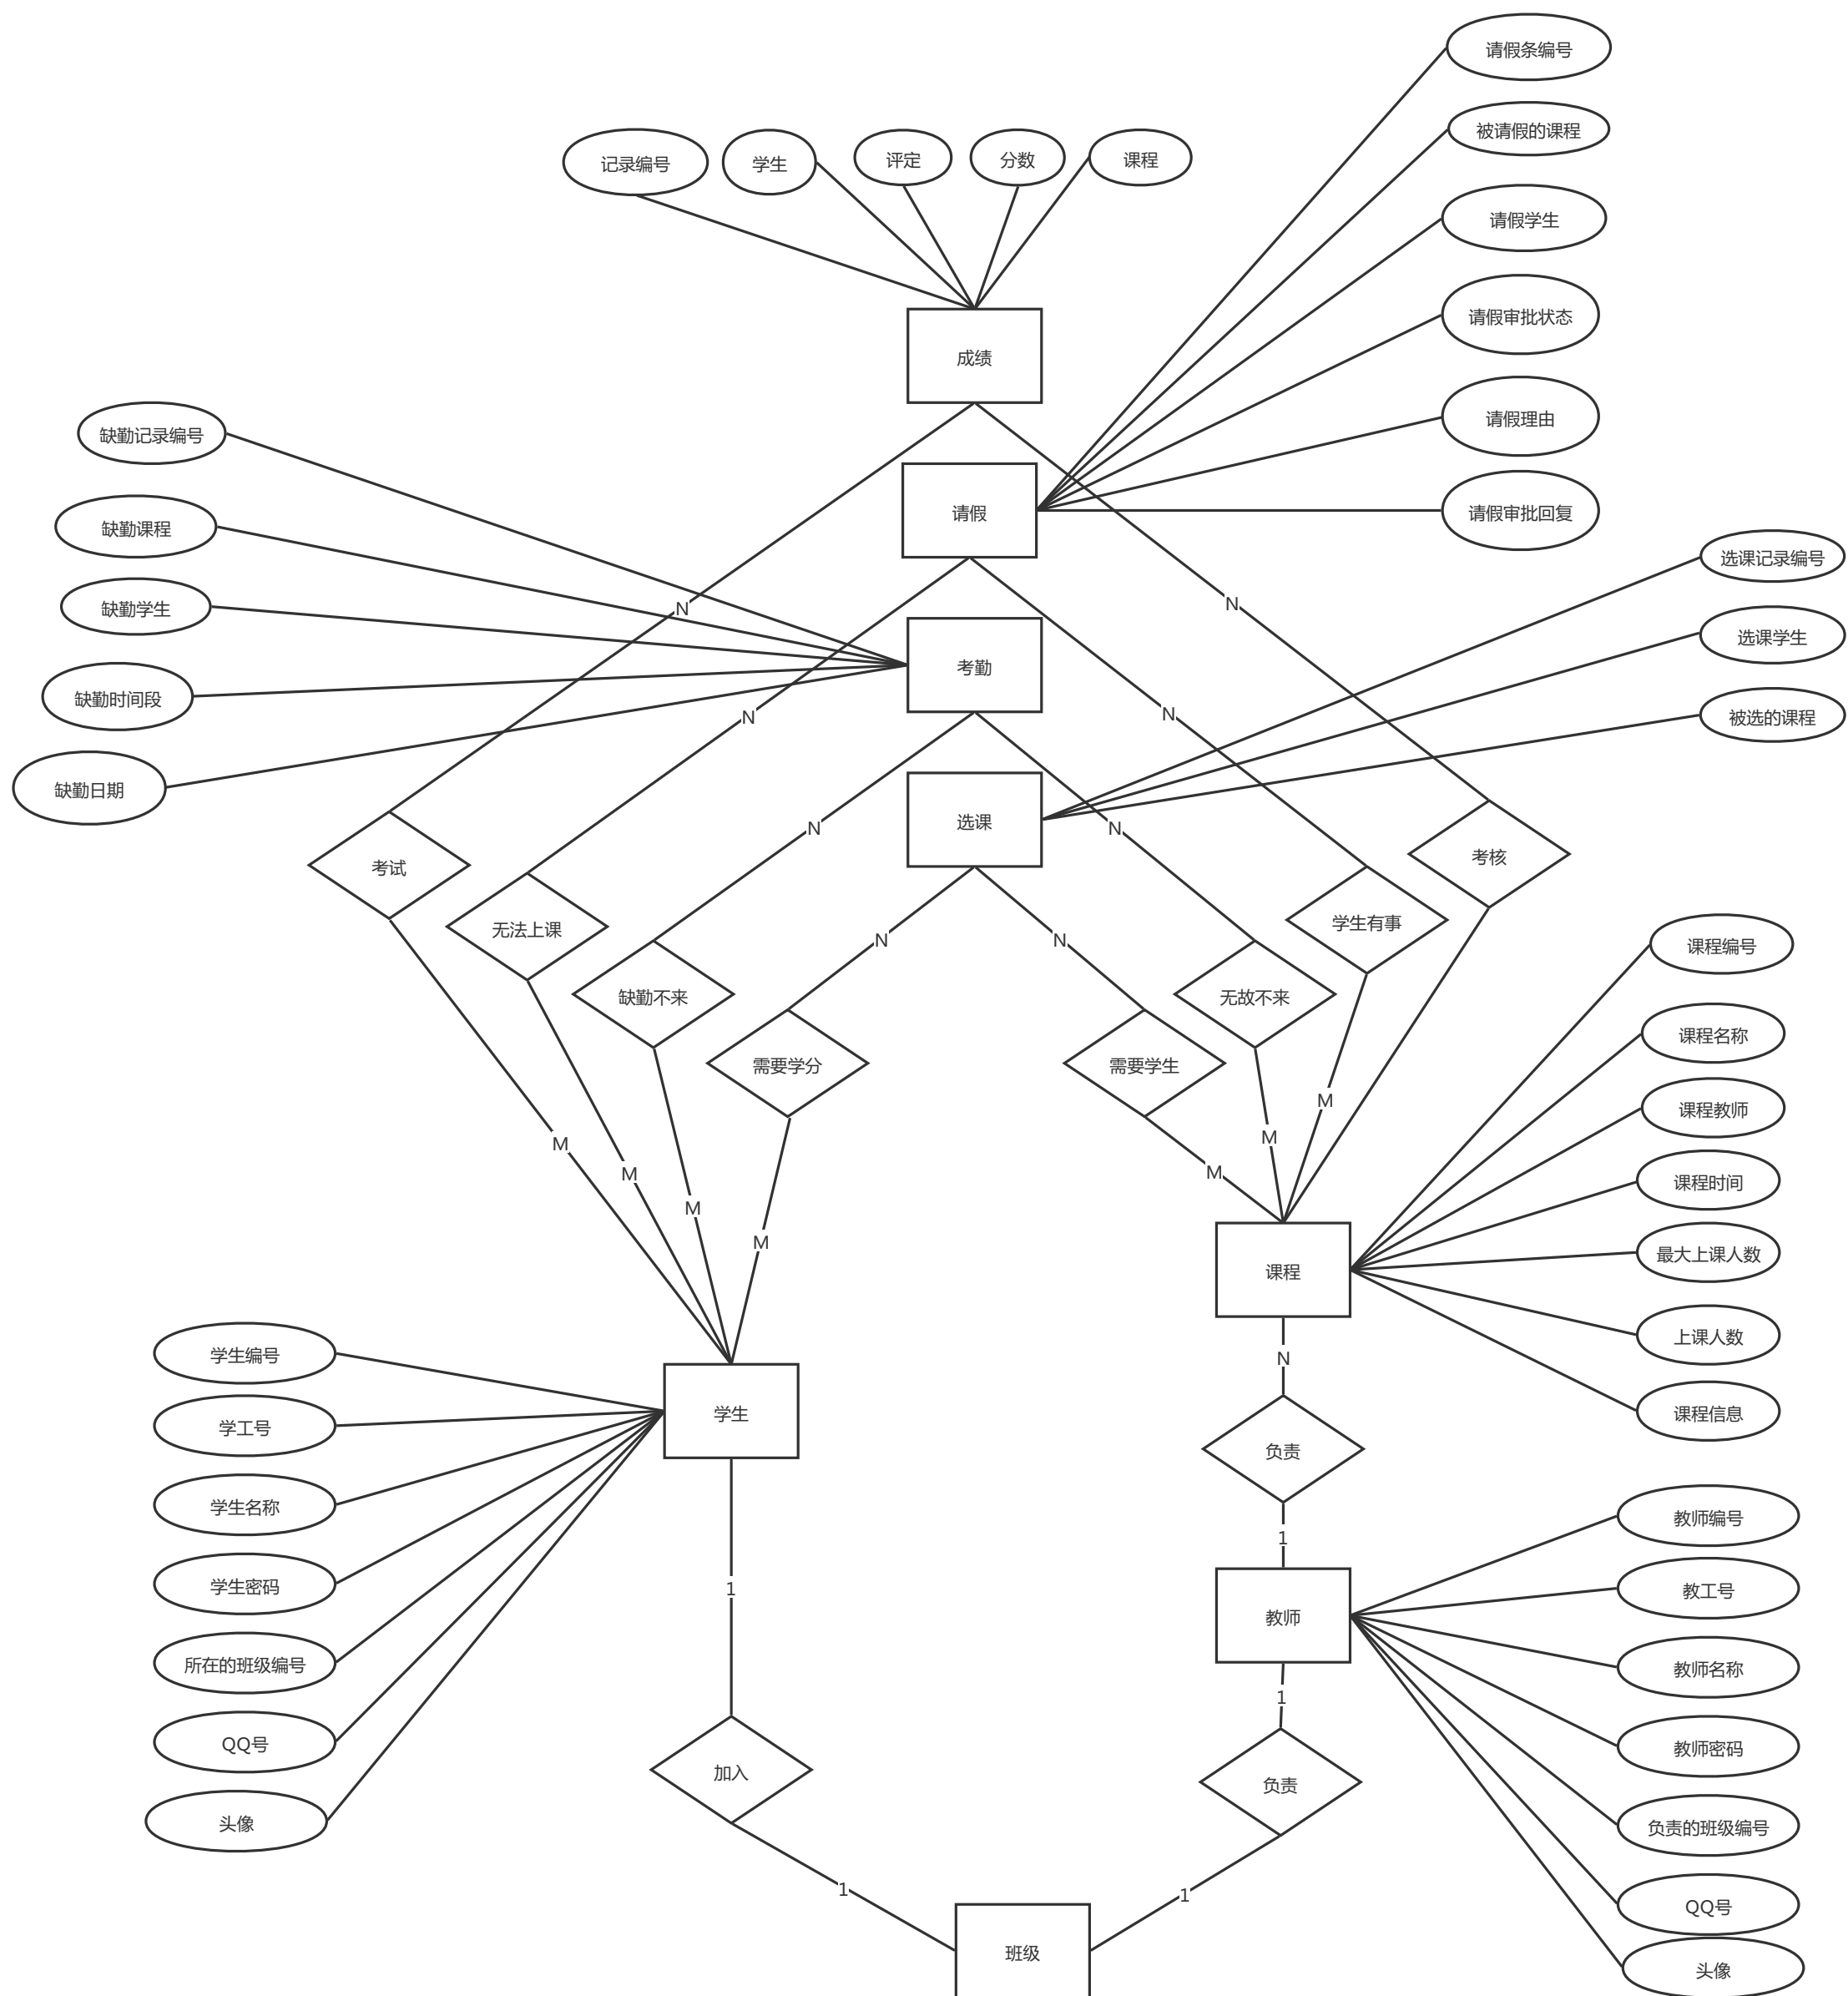 请假条编号
被请假的课程
记录编号
学生
评定
分数
课程
请假学生
请假审批状态
成绩
请假理由
缺勤记录编号
请假
请假审批回复
缺勤课程
选课记录编号
缺勤学生
N
N
选课学生
考勤
缺勤时间段
N
N
被选的课程
缺勤日期
选课
N
N
考试
考核
无法上课
学生有事
N
N
课程编号
缺勤不来
无故不来
课程名称
需要学分
需要学生
M
课程教师
M
M
M
M
课程时间
M
M
最大上课人数
课程
上课人数
学生编号
N
学生
课程信息
学工号
负责
学生名称
教师编号
1
学生密码
1
教工号
教师
所在的班级编号
教师名称
1
QQ号
教师密码
加入
负责
头像
负责的班级编号
1
1
QQ号
班级
头像